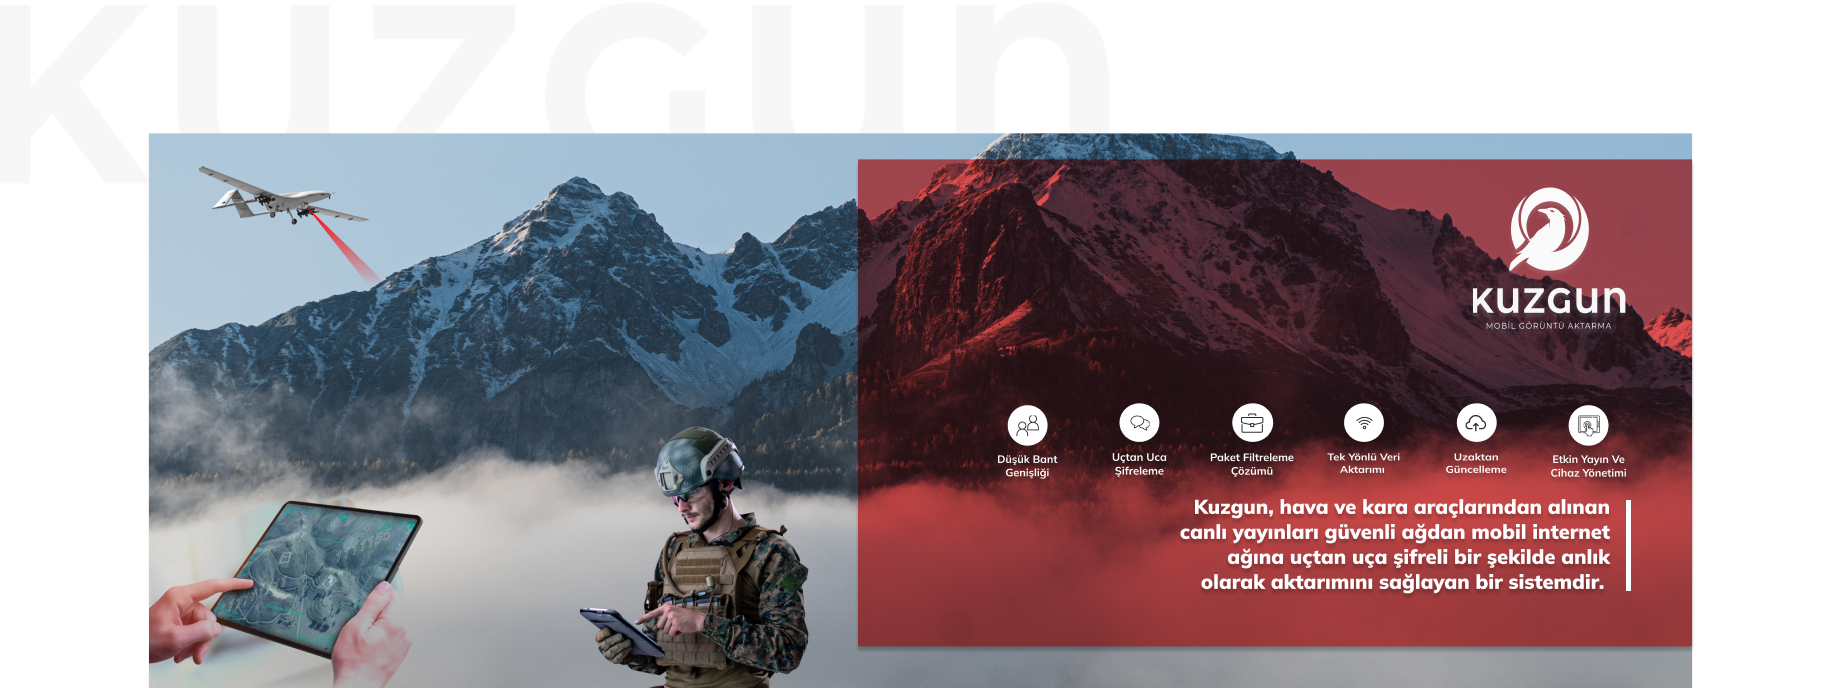 KUZGUN
KUZGUN
MOBİL GÖRÜNTÜ AKTARMA
Düşük Bant
Genişliği
Uçtan Uca
Şifreleme
Paket Filtreleme
Çözümü
Tek Yönlü Veri
Aktarımı
Uzaktan
Güncelleme
Etkin Yayın Ve
Cihaz Yönetimi
Kuzgun, hava ve kara araçlarından alınan
canlı yayınları güvenli ağdan mobil internet
ağına uçtan uça şifreli bir şekilde anlık
olarak aktarımını sağlayan bir sistemdir.